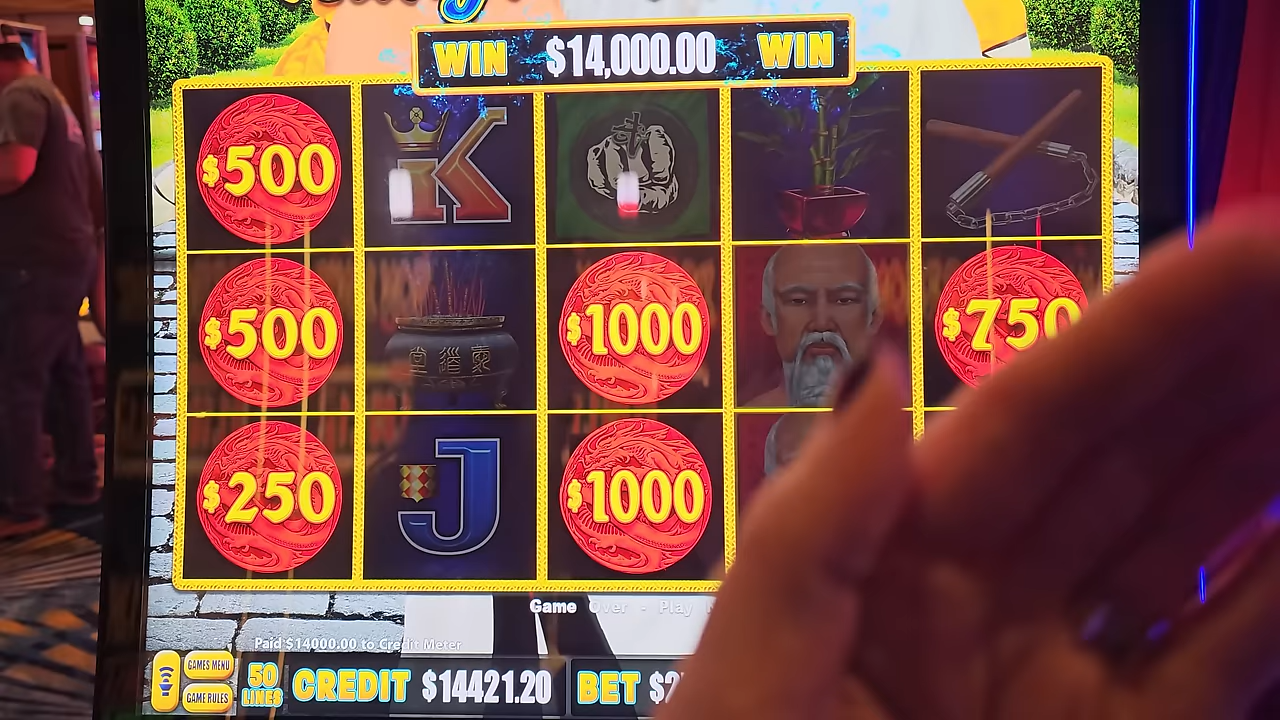 WIN $14,000.00 WIN
$500 K
$500 $1000 $750
$250 J $1000
Game Over - Play
Paid $14000.00 to Credit Meter
GAMES MENU
GAME RULES
50 LINES
CREDIT $14421.20 BET